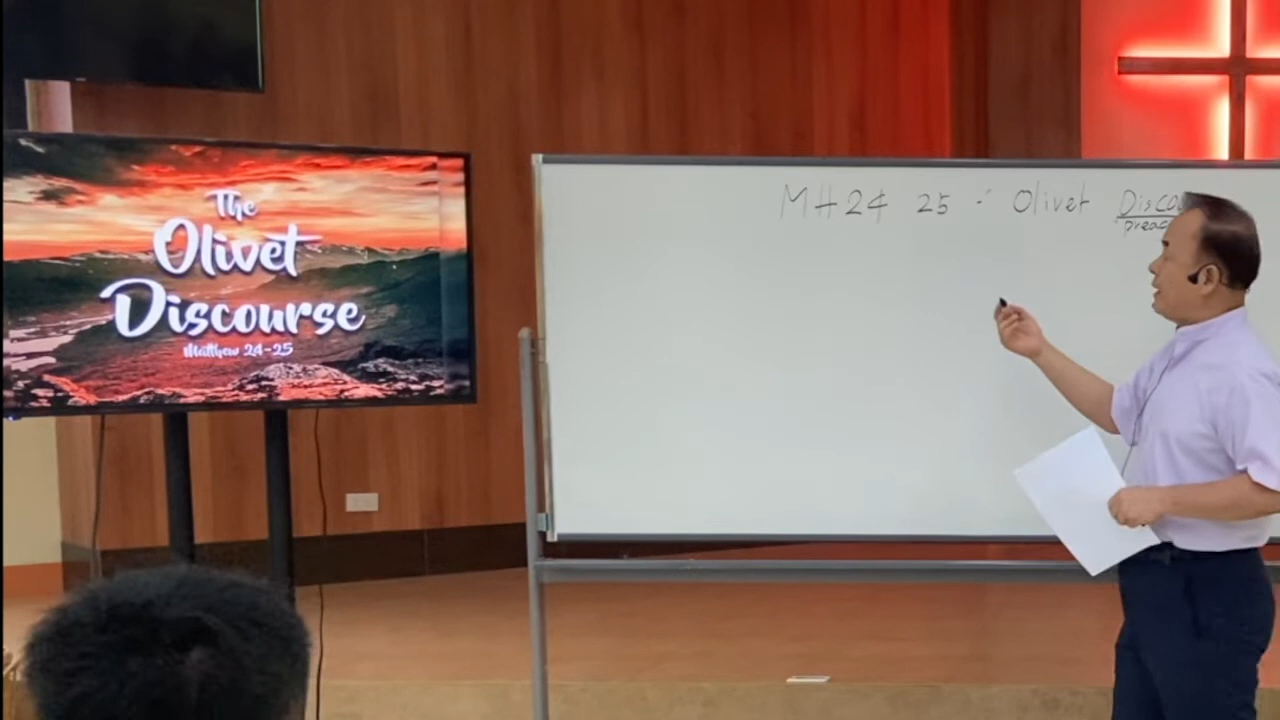 The
Olivet
Discourse
Matthew 24-25
Mt 24 25 - Olivet